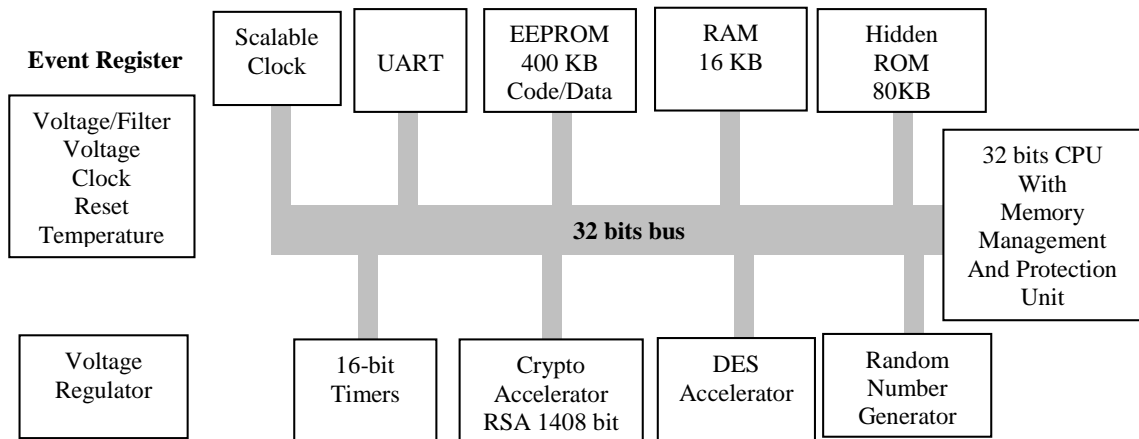 Event Register
Voltage/Filter
Voltage
Clock
Reset
Temperature
Scalable
Clock
UART
EEPROM
400 KB
Code/Data
RAM
16 KB
Hidden
ROM
80KB
32 bits CPU
With
Memory
Management
And Protection
Unit
32 bits bus
Voltage
Regulator
16-bit
Timers
Crypto
Accelerator
RSA 1408 bit
DES
Accelerator
Random
Number
Generator